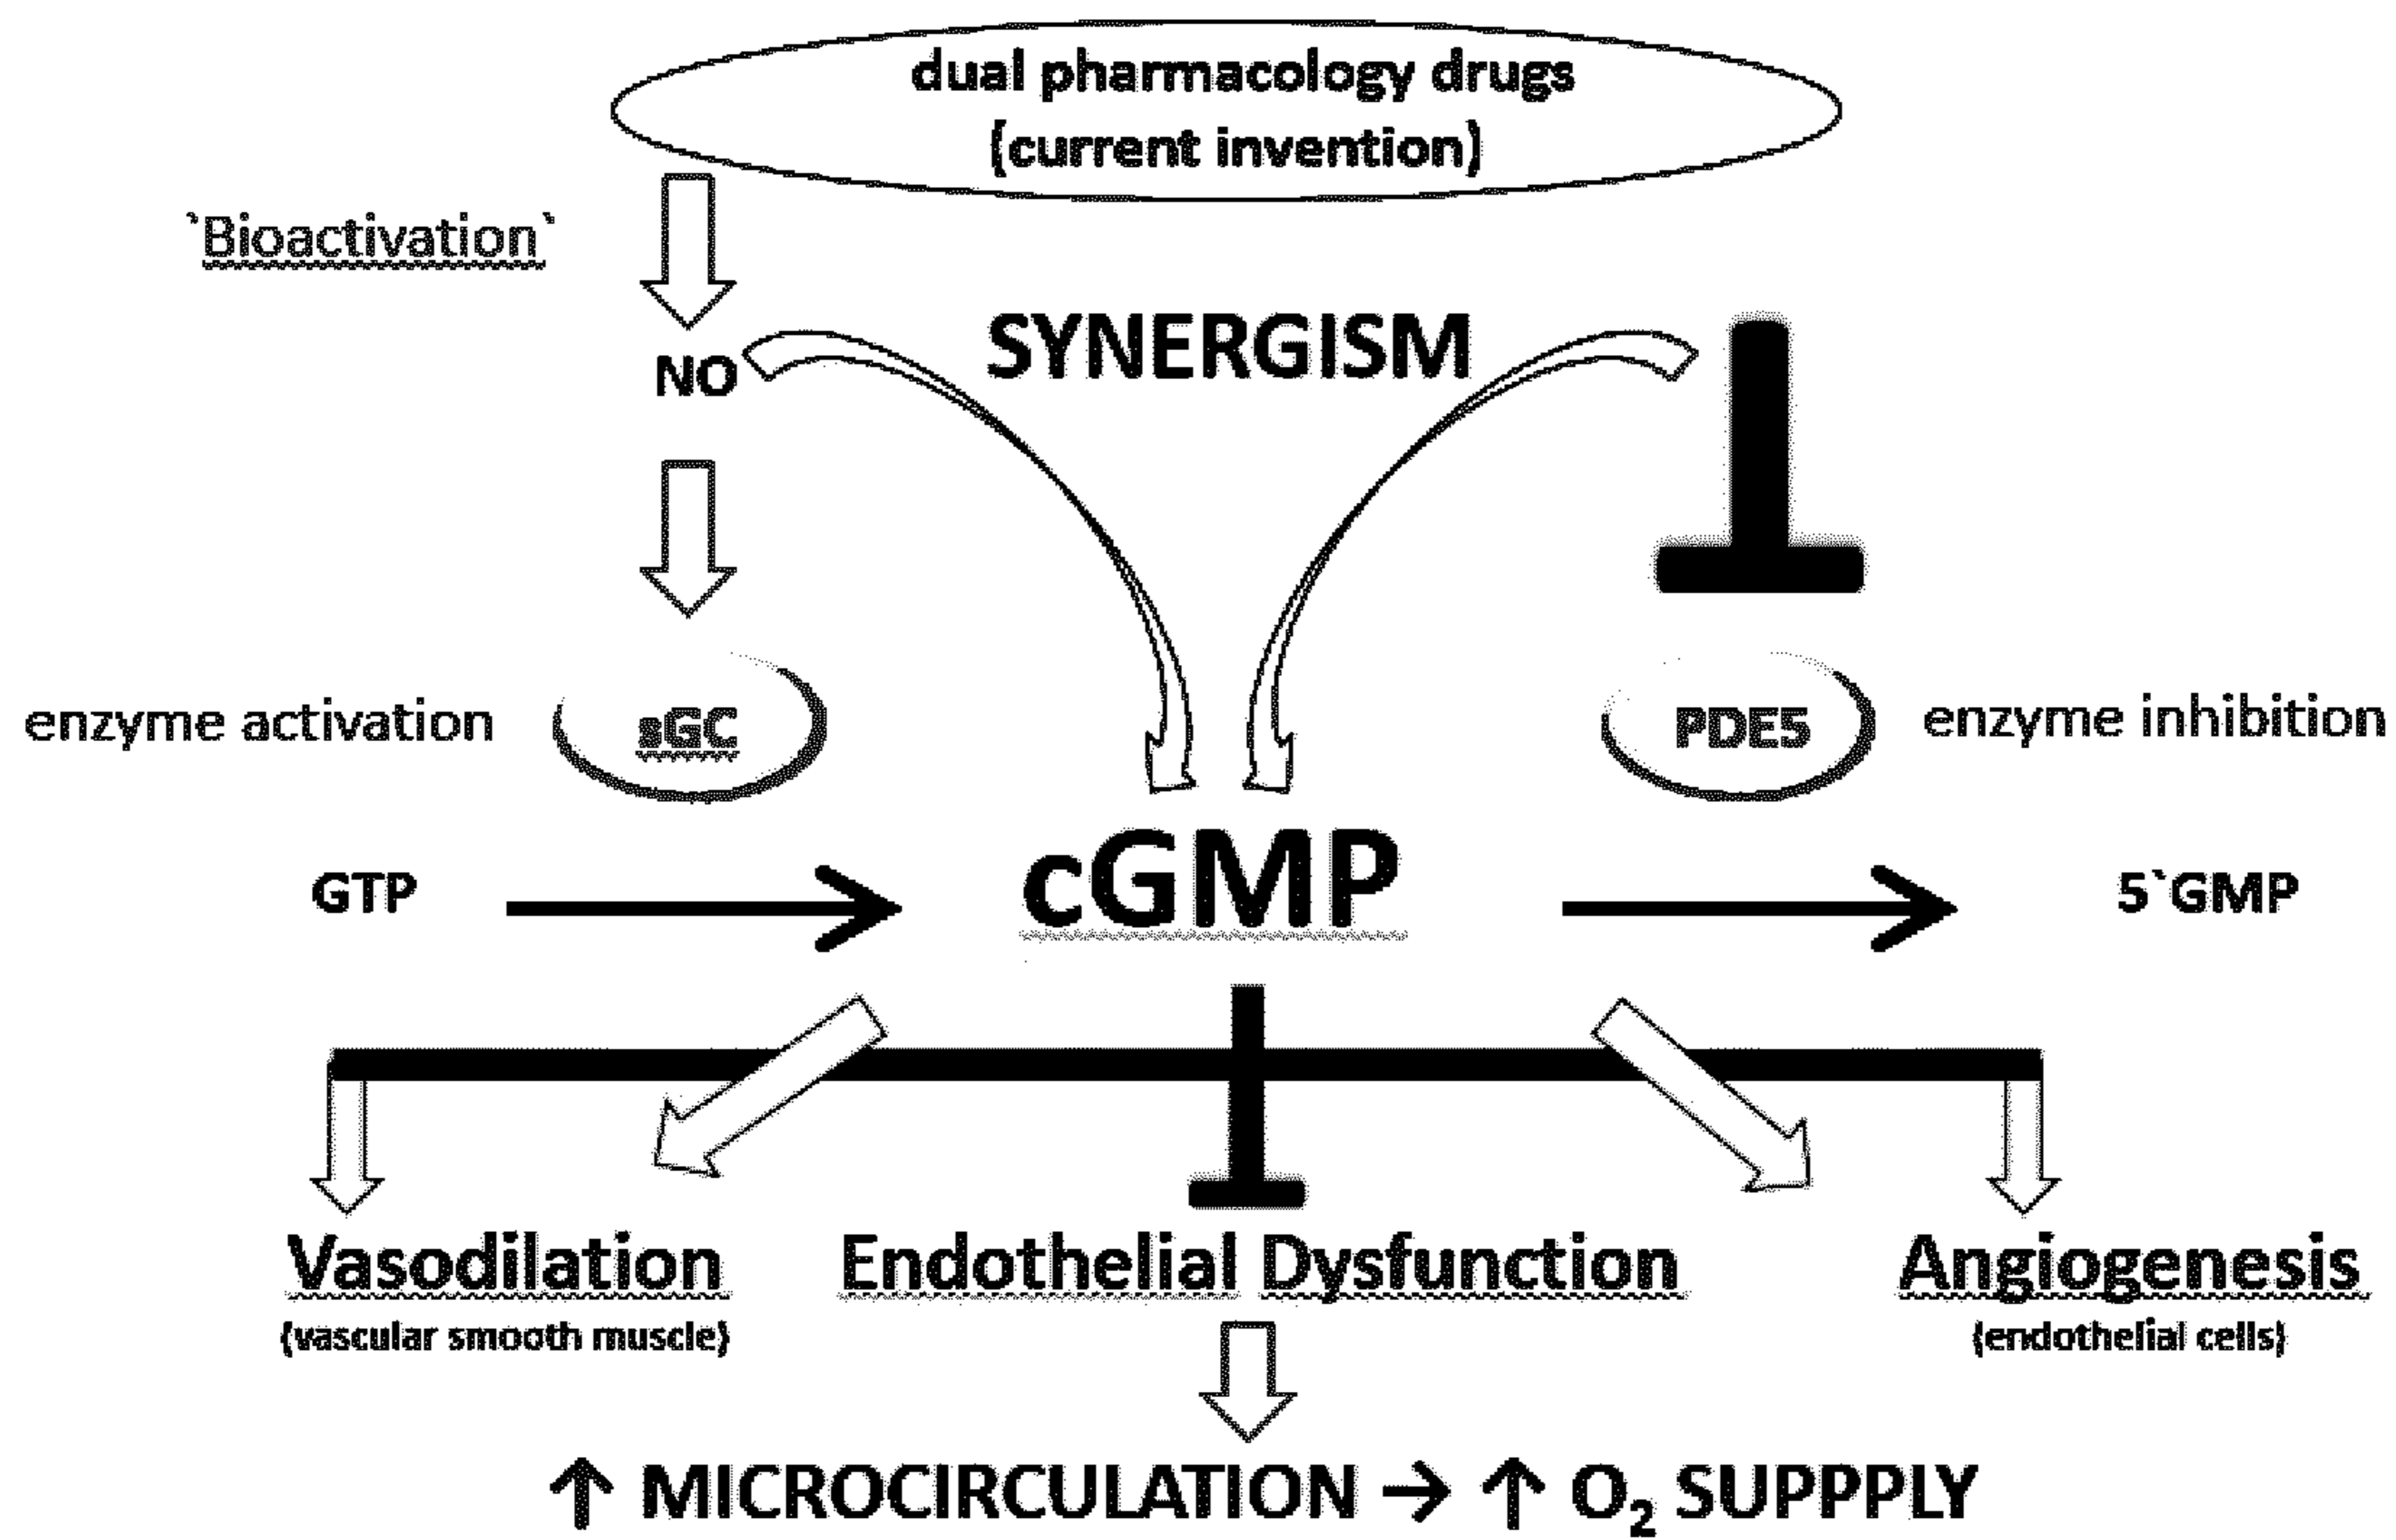 dual pharmacology drugs
(current invention)
`Bioactivation`
SYNERGISM
NO
enzyme activation
sGC
PDE5
enzyme inhibition
GTP
cGMP
5`GMP
Vasodilation
(vascular smooth muscle)
Endothelial Dysfunction
Angiogenesis
(endothelial cells)
↑ MICROCIRCULATION → ↑ O₂ SUPPPLY